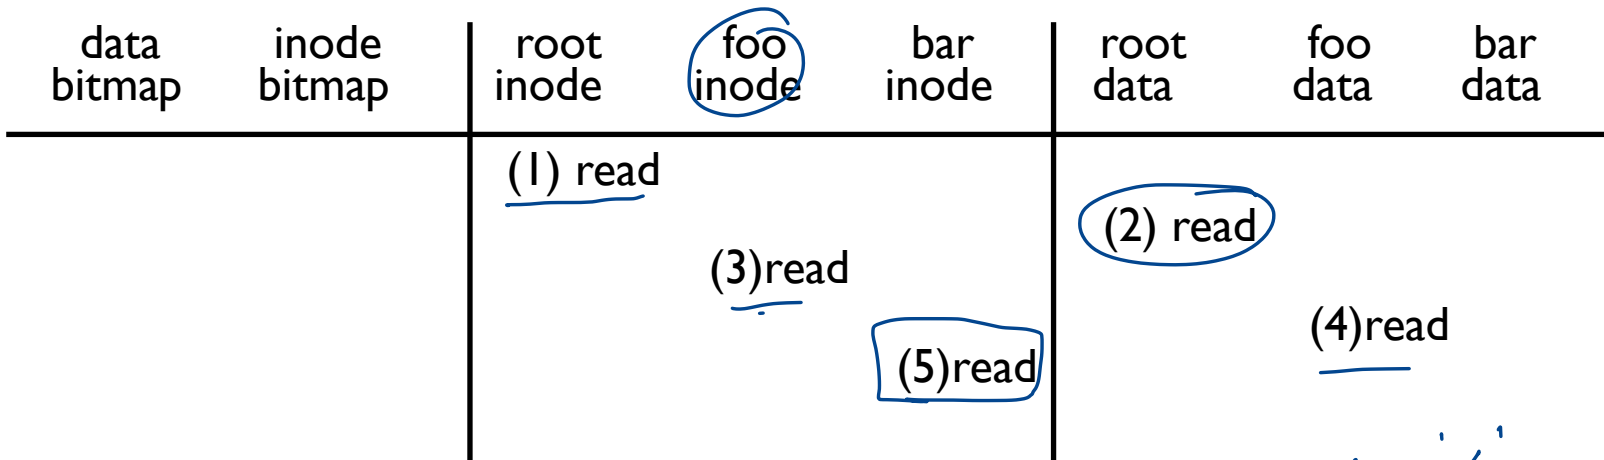 data inode root foo bar root foo bar
bitmap bitmap inode inode inode data data data
(1) read
(2) read
(3)read
(4)read
(5)read